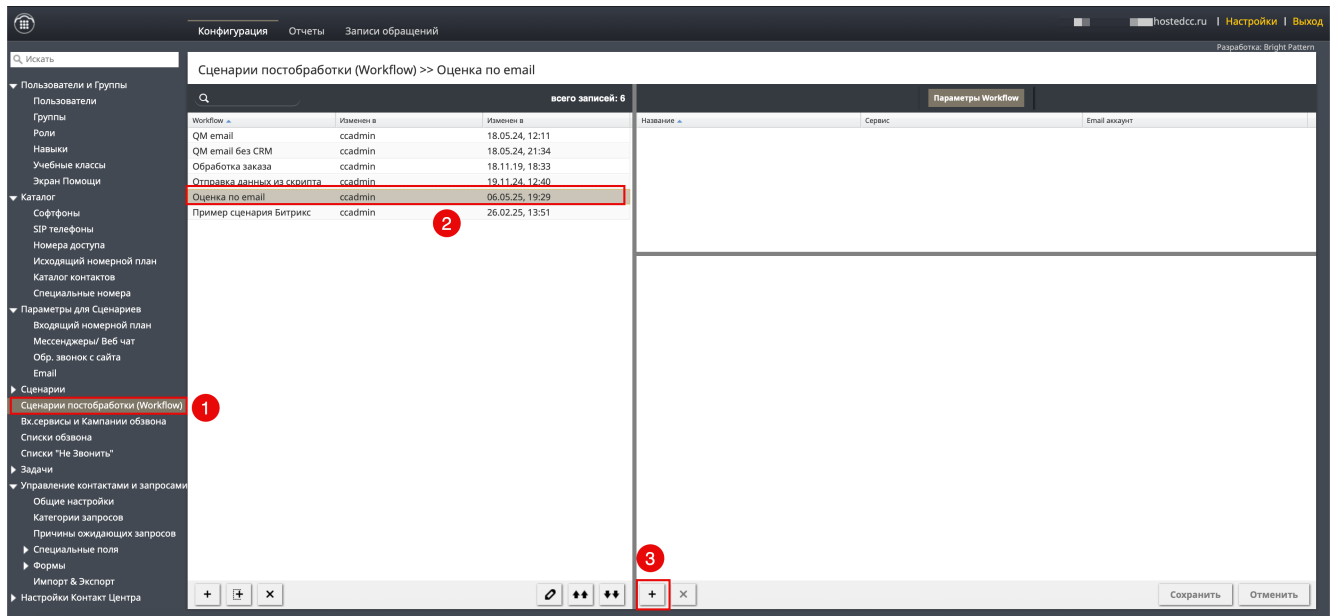 hostedcc.ru | Настройки | Выход
Конфигурация Отчеты Записи обращений
Разработка: Bright Pattern
Искать
Пользователи и Группы
Пользователи
Группы
Роли
Навыки
Учебные классы
Экран Помощи
Каталог
Софтфоны
SIP телефоны
Номера доступа
Исходящий номерной план
Каталог контактов
Специальные номера
Параметры для Сценариев
Входящий номерной план
Мессенджеры/ Веб чат
Обр. звонок с сайта
Email
Сценарии
Сценарии постобработки (Workflow)
1
Вх.сервисы и Кампании обзвона
Списки обзвона
Списки "Не Звонить"
Задачи
Управление контактами и запросами
Общие настройки
Категории запросов
Причины ожидающих запросов
Специальные поля
Формы
Импорт & Экспорт
Настройки Контакт Центра
Сценарии постобработки (Workflow) >> Оценка по email
всего записей: 6
Workflow Изменен в Изменен в
QM email ccadmin 18.05.24, 12:11
QM email без CRM ccadmin 18.05.24, 21:34
Обработка заказа ccadmin 18.11.19, 18:33
Отправка данных из скрипта ccadmin 19.11.24, 12:40
Оценка по email ccadmin 06.05.25, 19:29
Пример сценария Битрикс ccadmin 26.02.25, 13:51
2
Параметры Workflow
Название Сервис Email аккаунт
3
Сохранить Отменить